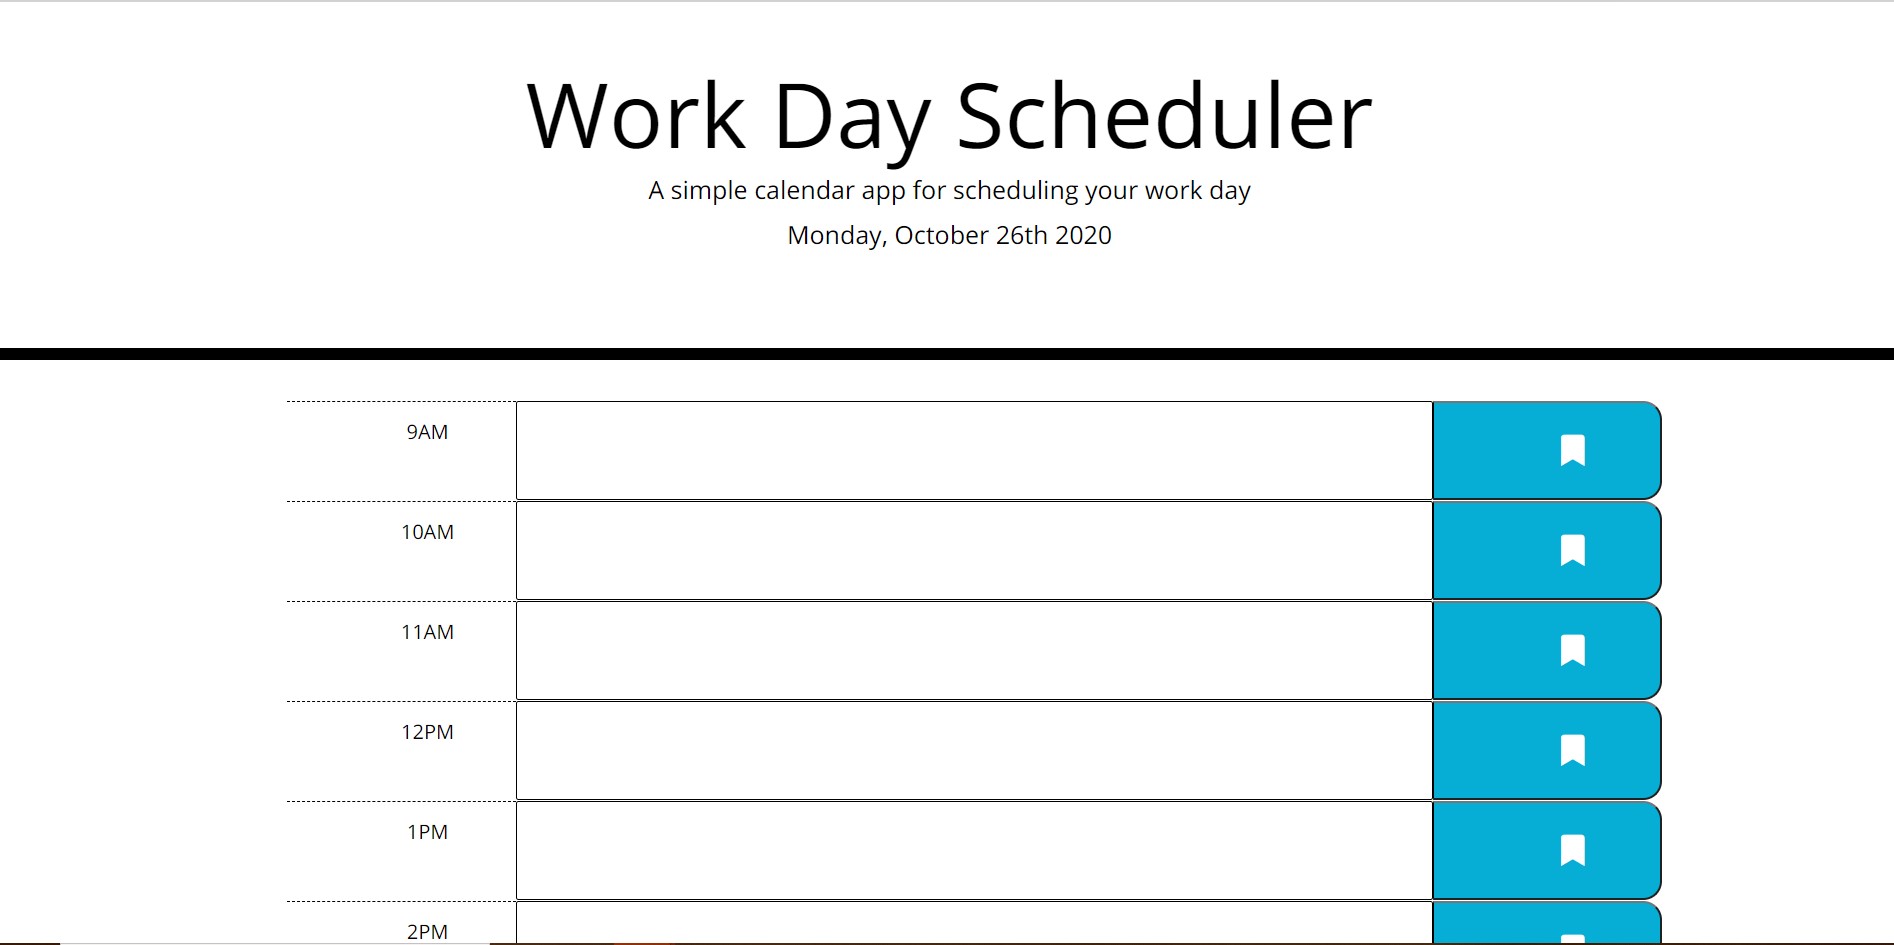 Work Day Scheduler
A simple calendar app for scheduling your work day
Monday, October 26th 2020
9AM
10AM
11AM
12PM
1PM
2PM